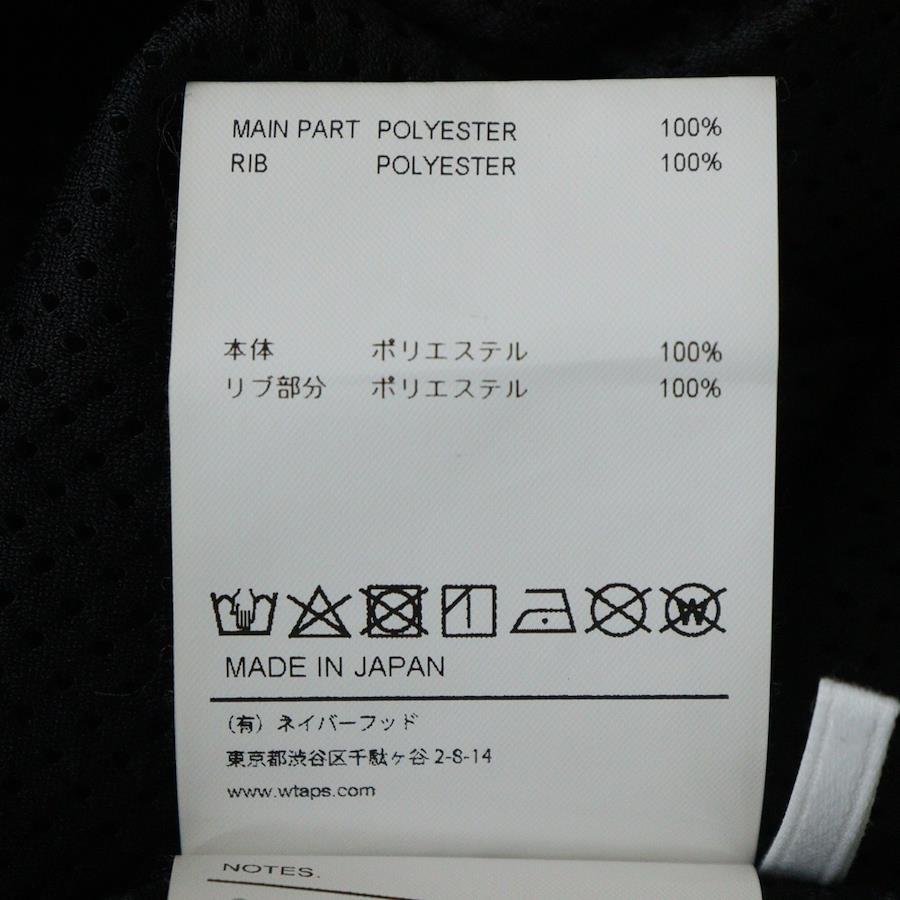 MAIN PART POLYESTER 100%
RIB POLYESTER 100%
本体 ポリエステル 100%
リブ部分 ポリエステル 100%
W
MADE IN JAPAN
(有) ネイバーフッド
東京都渋谷区千駄ヶ谷 2-8-14
www.wtaps.com
NOTES.